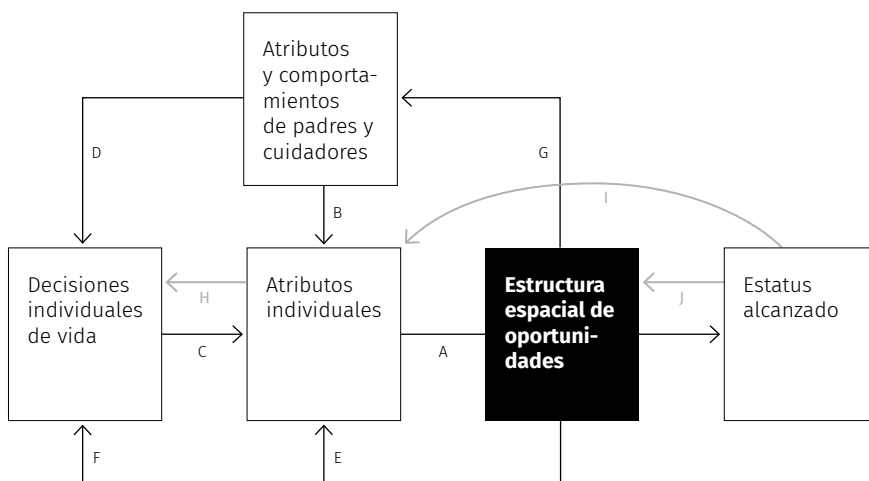 Atributos
y comporta-
mientos
de padres y
cuidadores
D
G
B
I
Decisiones
individuales
de vida
H
Atributos
individuales
Estructura
espacial de
oportuni-
dades
J
Estatus
alcanzado
C
A
F
E